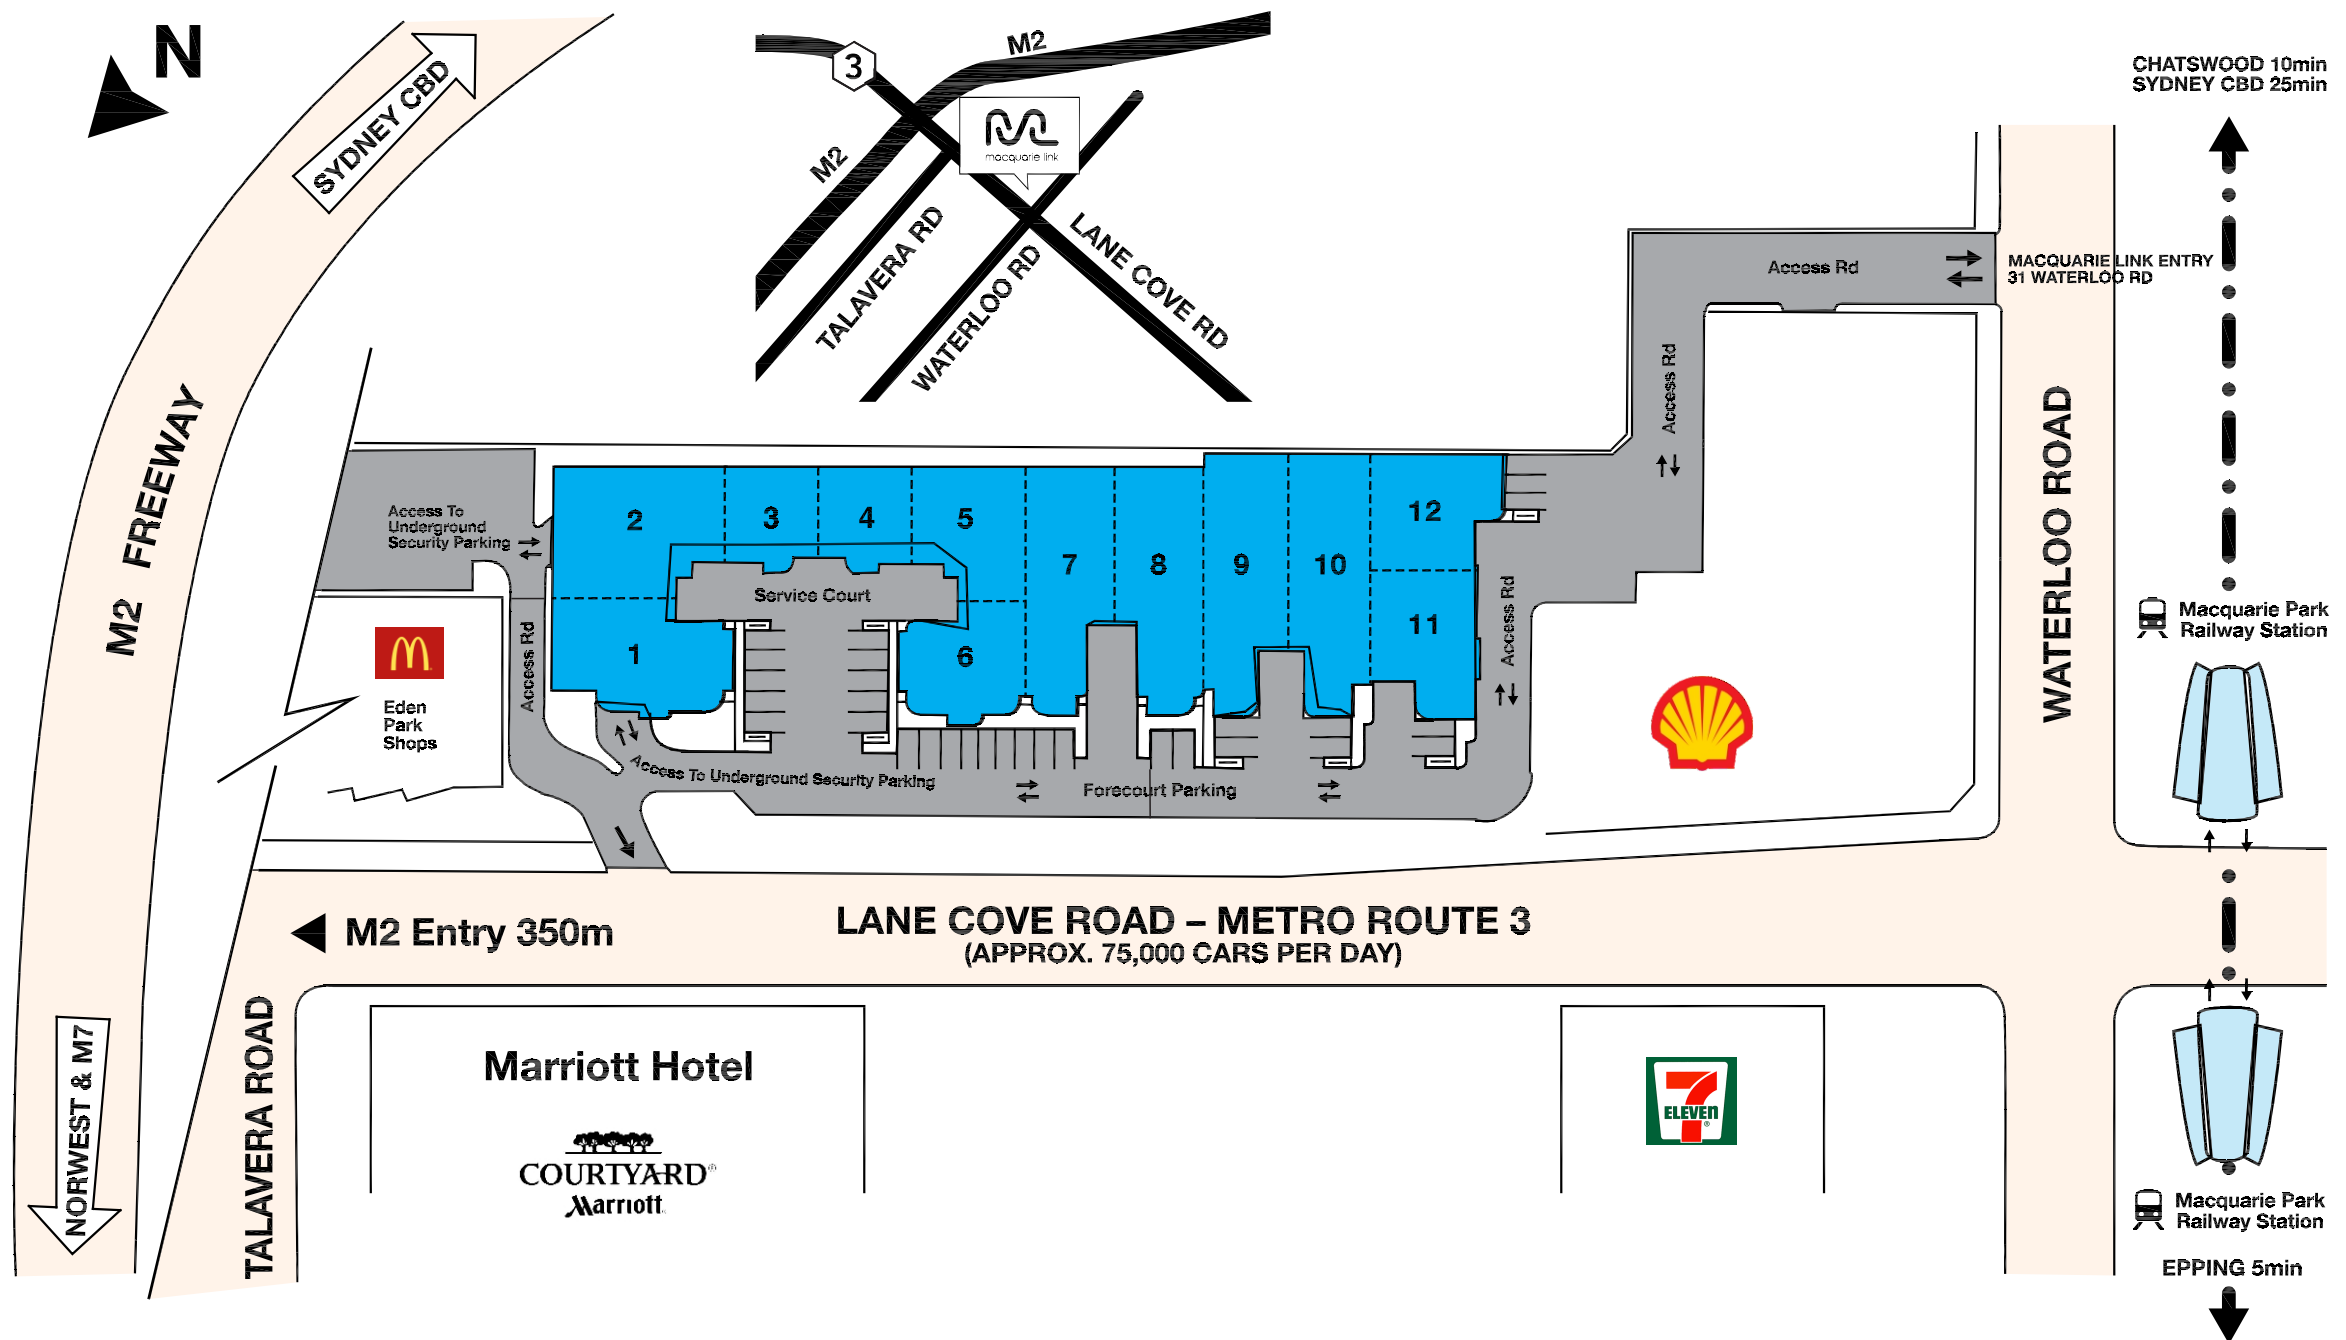 N
SYDNEY CBD
M2 FREEWAY
NORWEST & M7
TALAVERA ROAD
3
M2
M2
macquarie link
TALAVERA RD
WATERLOO RD
LANE COVE RD
CHATSWOOD 10min
SYDNEY CBD 25min
Access Rd
MACQUARIE LINK ENTRY
31 WATERLOO RD
Access Rd
WATERLOO ROAD
Access To
Underground
Security Parking
2
3
4
5
12
7
8
9
10
Service Court
11
1
6
Access Rd
Access Rd
Macquarie Park
Railway Station
Eden
Park
Shops
Access To Underground Security Parking
Forecourt Parking
M2 Entry 350m
LANE COVE ROAD – METRO ROUTE 3
(APPROX. 75,000 CARS PER DAY)
Marriott Hotel
COURTYARD®
Marriott
7
ELEVEn
®
Macquarie Park
Railway Station
EPPING 5min